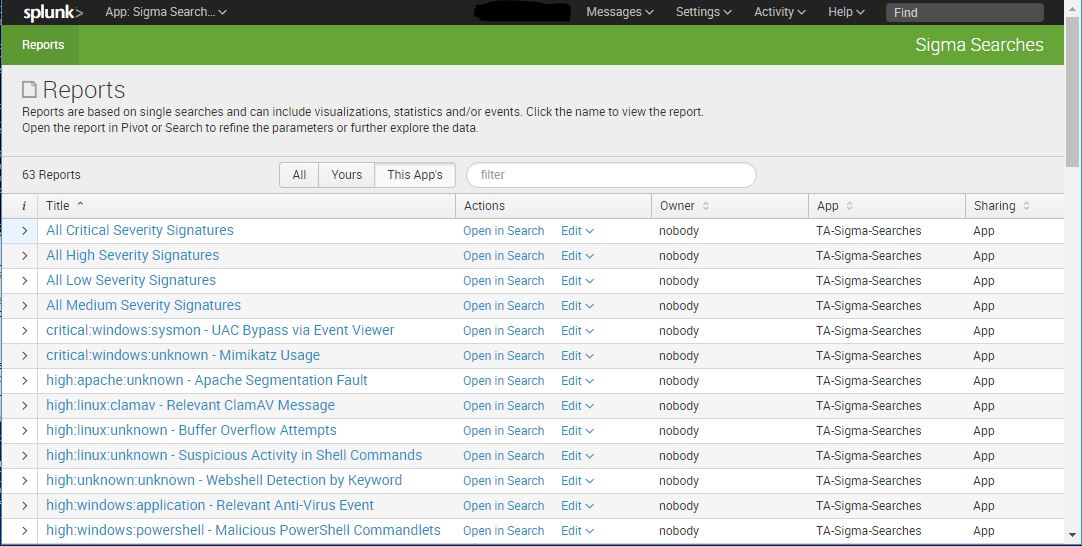 splunk> App: Sigma Search... Messages Settings Activity Help Find
Reports Sigma Searches
Reports
Reports are based on single searches and can include visualizations, statistics and/or events. Click the name to view the report.
Open the report in Pivot or Search to refine the parameters or further explore the data.
63 Reports All Yours This App's filter
i Title Actions Owner App Sharing
All Critical Severity Signatures Open in Search Edit nobody TA-Sigma-Searches App
All High Severity Signatures Open in Search Edit nobody TA-Sigma-Searches App
All Low Severity Signatures Open in Search Edit nobody TA-Sigma-Searches App
All Medium Severity Signatures Open in Search Edit nobody TA-Sigma-Searches App
critical:windows:sysmon - UAC Bypass via Event Viewer Open in Search Edit nobody TA-Sigma-Searches App
critical:windows:unknown - Mimikatz Usage Open in Search Edit nobody TA-Sigma-Searches App
high:apache:unknown - Apache Segmentation Fault Open in Search Edit nobody TA-Sigma-Searches App
high:linux:clamav - Relevant ClamAV Message Open in Search Edit nobody TA-Sigma-Searches App
high:linux:unknown - Buffer Overflow Attempts Open in Search Edit nobody TA-Sigma-Searches App
high:linux:unknown - Suspicious Activity in Shell Commands Open in Search Edit nobody TA-Sigma-Searches App
high:unknown:unknown - Webshell Detection by Keyword Open in Search Edit nobody TA-Sigma-Searches App
high:windows:application - Relevant Anti-Virus Event Open in Search Edit nobody TA-Sigma-Searches App
high:windows:powershell - Malicious PowerShell Commandlets Open in Search Edit nobody TA-Sigma-Searches App